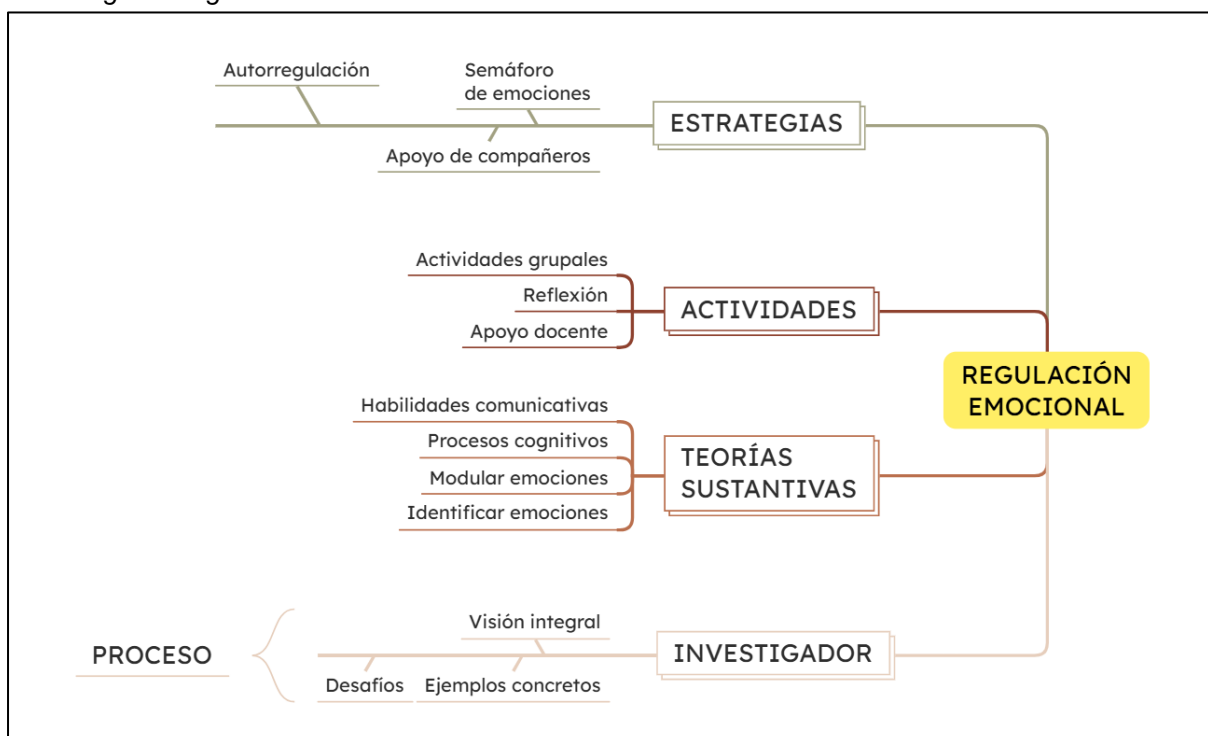 Autorregulación
Semáforo
de emociones
ESTRATEGIAS
Apoyo de compañeros
Actividades grupales
Reflexión
Apoyo docente
ACTIVIDADES
REGULACIÓN
EMOCIONAL
Habilidades comunicativas
Procesos cognitivos
Modular emociones
Identificar emociones
TEORÍAS
SUSTANTIVAS
Visión integral
PROCESO
INVESTIGADOR
Desafíos
Ejemplos concretos